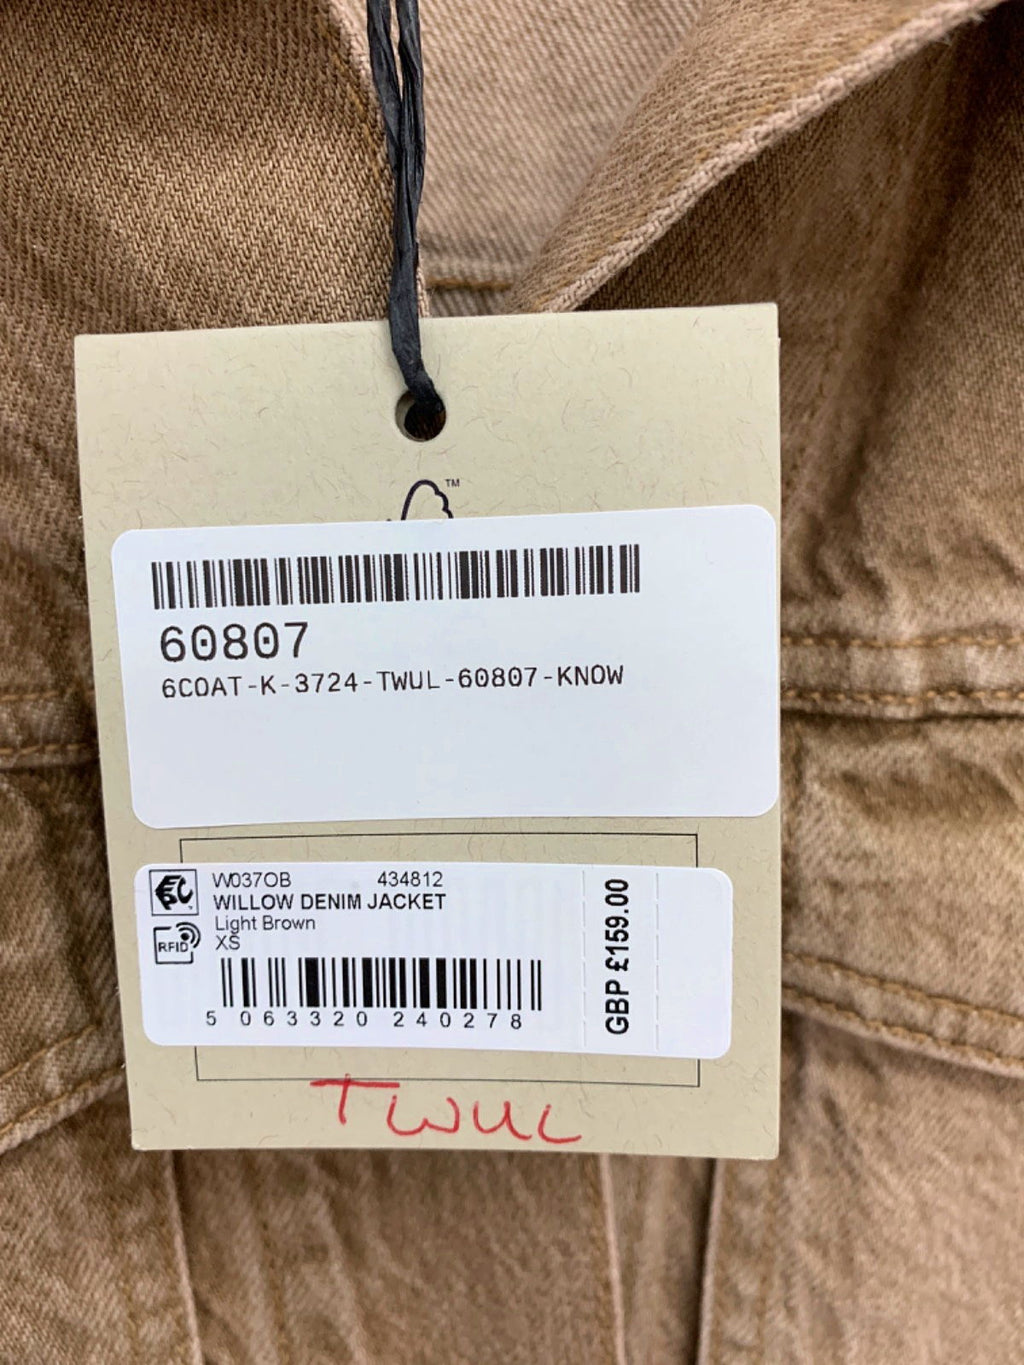 ™
60807
6COAT-K-3724-TWUL-60807-KNOW
W037OB 434812
WILLOW DENIM JACKET
Light Brown
XS
RFID
5 063320 240278
GBP £159.00
TWUL